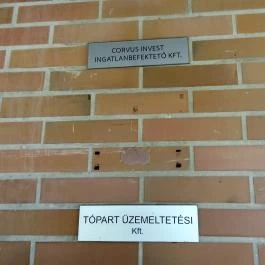 CORVUS INVEST
INGATLANBEFEKTETŐ KFT.
TÓPART ÜZEMELTETÉSI
Kft.